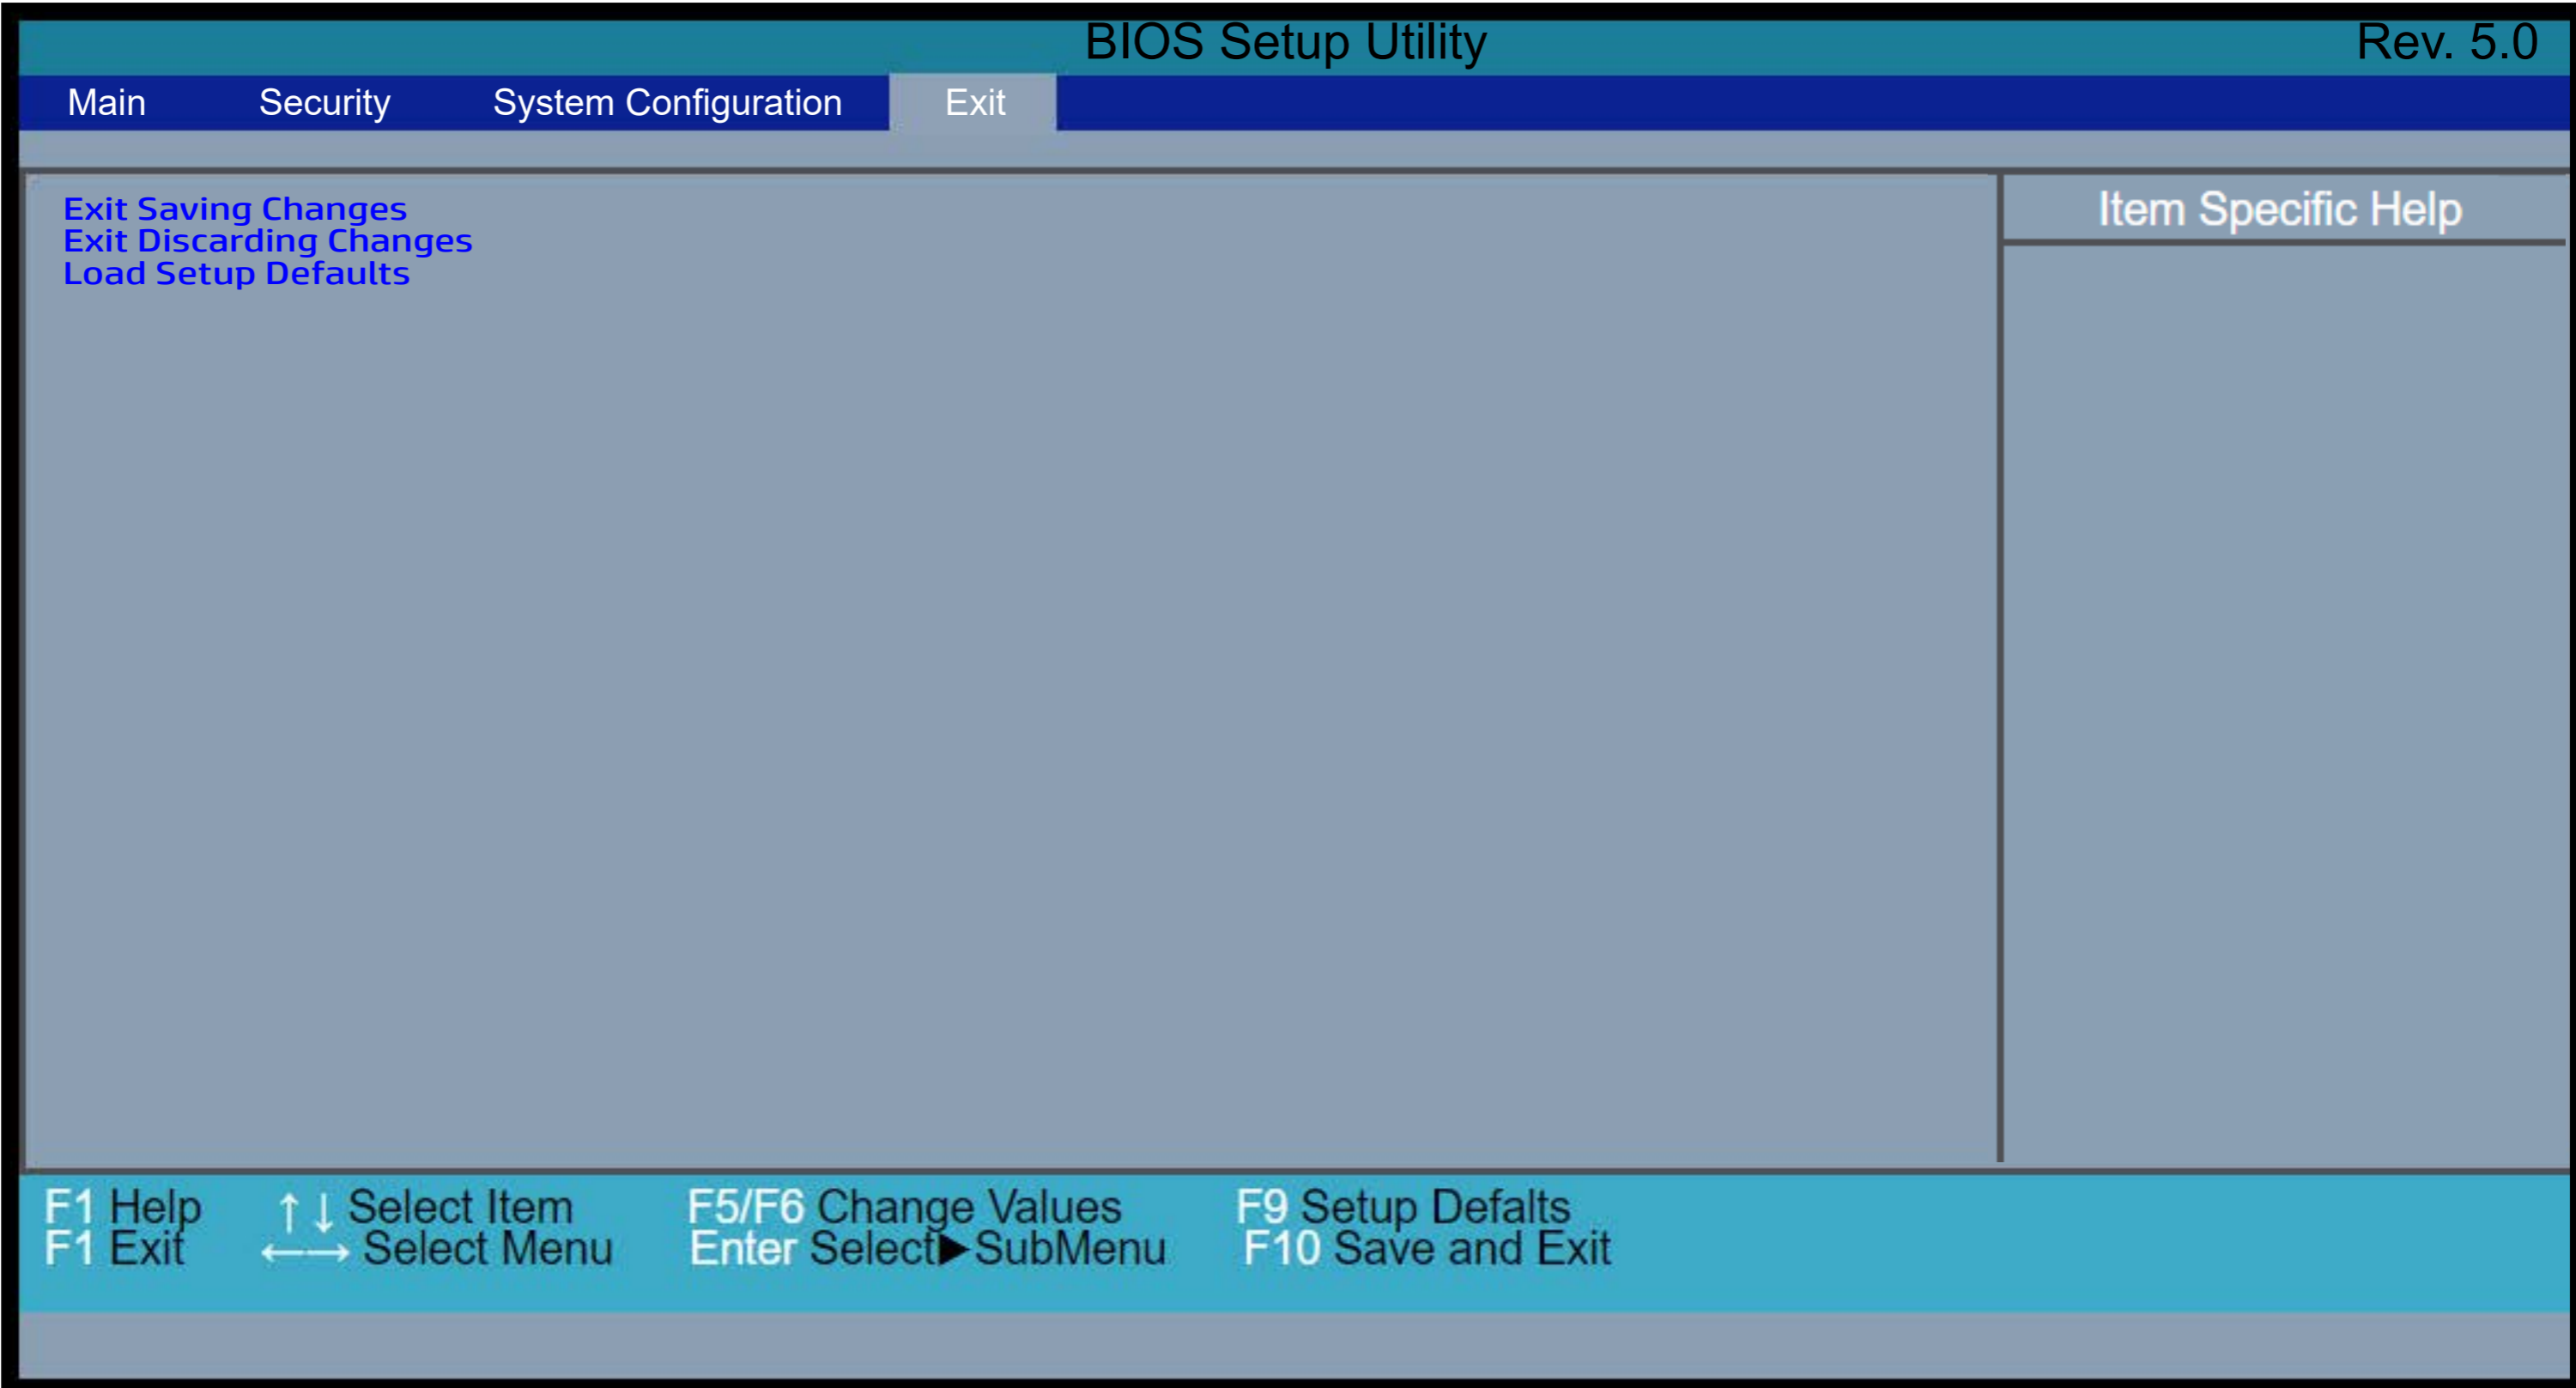 BIOS Setup Utility Rev. 5.0
Main Security System Configuration Exit
Exit Saving Changes
Exit Discarding Changes
Load Setup Defaults
Item Specific Help
F1 Help ↑↓ Select Item F5/F6 Change Values F9 Setup Defalts
F1 Exit ←→ Select Menu Enter Select▶SubMenu F10 Save and Exit